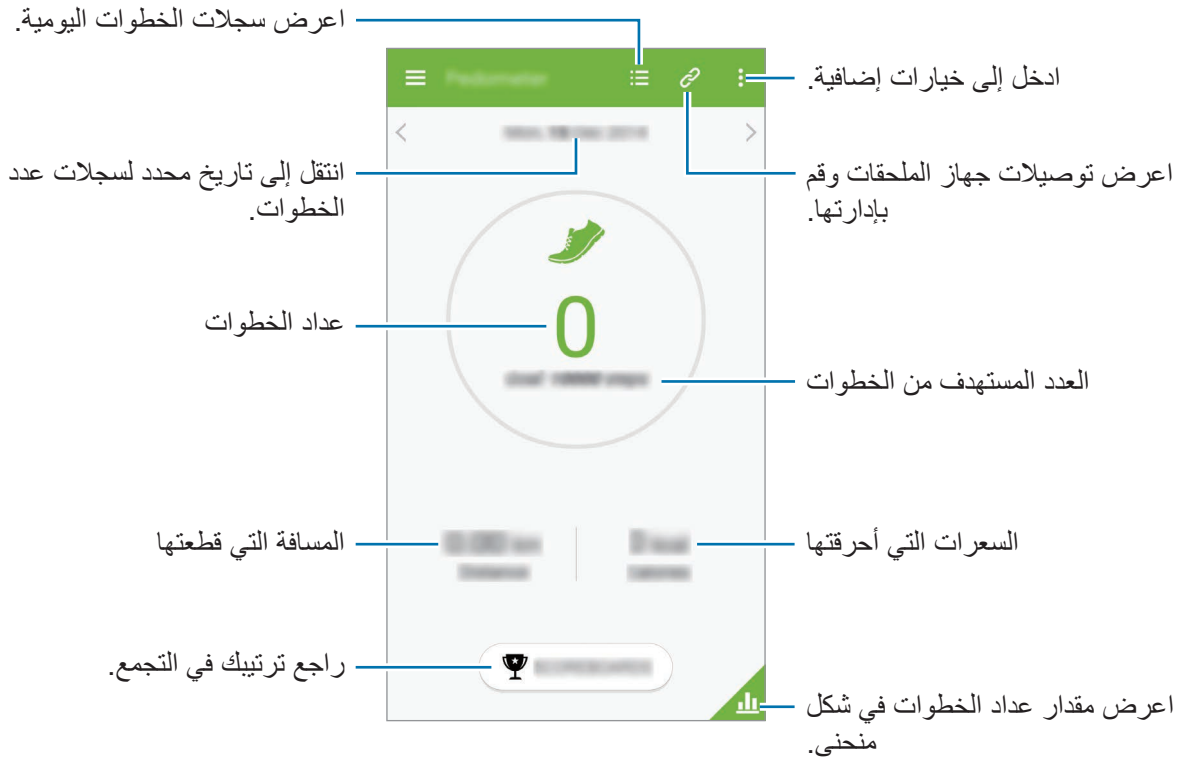 اعرض سجلات الخطوات اليومية.
ادخل إلى خيارات إضافية.
انتقل إلى تاريخ محدد لسجلات عدد
الخطوات.
اعرض توصيلات جهاز الملحقات وقم
بإدارتها.
عداد الخطوات
0
العدد المستهدف من الخطوات
المسافة التي قطعتها
السعرات التي أحرقتها
راجع ترتيبك في التجمع.
اعرض مقدار عداد الخطوات في شكل
منحنى.